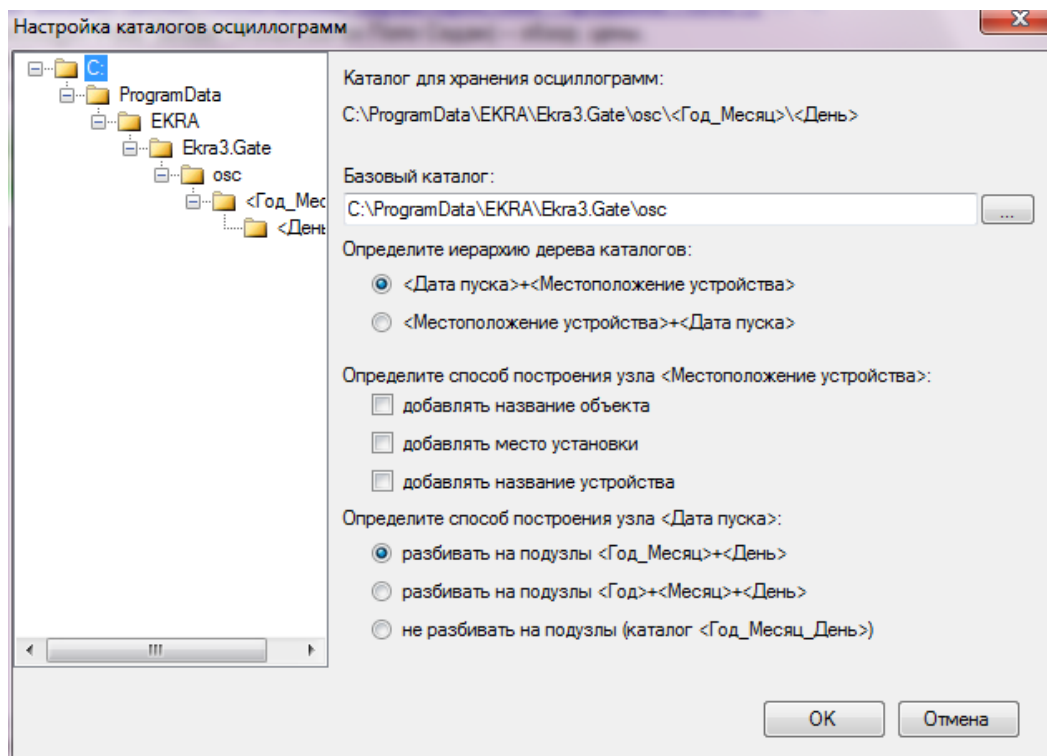 Настройка каталогов осциллограмм
C:
ProgramData
EKRA
Ekra3.Gate
osc
<Год_Мес
<День
Каталог для хранения осциллограмм:
C:\ProgramData\EKRA\Ekra3.Gate\osc\<Год_Месяц>\<День>
Базовый каталог:
C:\ProgramData\EKRA\Ekra3.Gate\osc
...
Определите иерархию дерева каталогов:
<Дата пуска>+<Местоположение устройства>
<Местоположение устройства>+<Дата пуска>
Определите способ построения узла <Местоположение устройства>:
добавлять название объекта
добавлять место установки
добавлять название устройства
Определите способ построения узла <Дата пуска>:
разбивать на подузлы <Год_Месяц>+<День>
разбивать на подузлы <Год>+<Месяц>+<День>
не разбивать на подузлы (каталог <Год_Месяц_День>)
OK
Отмена